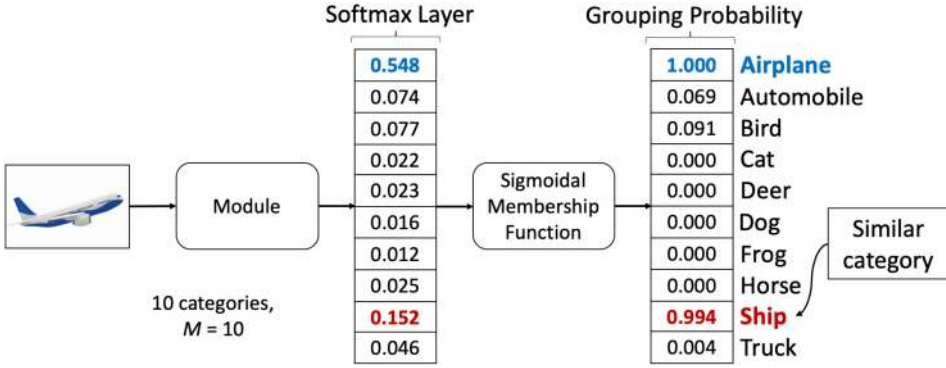 Softmax Layer
Grouping Probability
0.548
0.074
0.077
0.022
0.023
0.016
0.012
0.025
0.152
0.046
1.000 Airplane
0.069 Automobile
0.091 Bird
0.000 Cat
0.000 Deer
0.000 Dog
0.000 Frog
0.000 Horse
0.994 Ship
0.004 Truck
Module
Sigmoidal
Membership
Function
Similar
category
10 categories,
M = 10